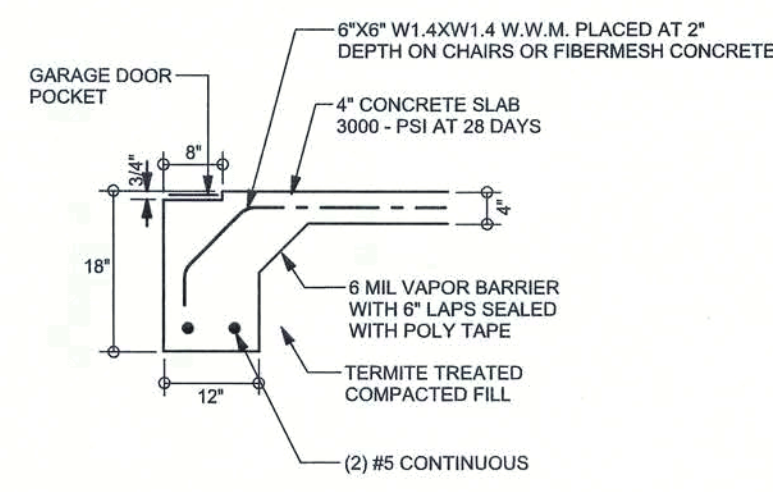 6"X6" W1.4XW1.4 W.W.M. PLACED AT 2"
DEPTH ON CHAIRS OR FIBERMESH CONCRETE
GARAGE DOOR
POCKET
4" CONCRETE SLAB
3000 - PSI AT 28 DAYS
8"
3/4"
4"
18"
6 MIL VAPOR BARRIER
WITH 6" LAPS SEALED
WITH POLY TAPE
TERMITE TREATED
COMPACTED FILL
12"
(2) #5 CONTINUOUS